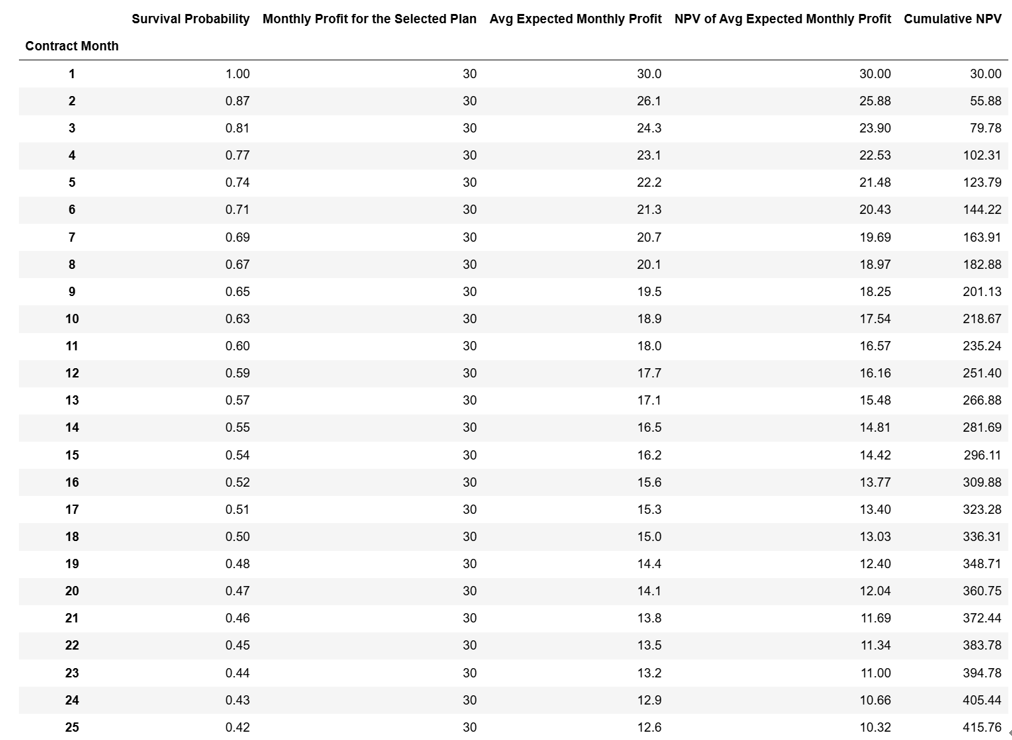 Survival Probability Monthly Profit for the Selected Plan Avg Expected Monthly Profit NPV of Avg Expected Monthly Profit Cumulative NPV
Contract Month
1 1.00 30 30.0 30.00 30.00
2 0.87 30 26.1 25.88 55.88
3 0.81 30 24.3 23.90 79.78
4 0.77 30 23.1 22.53 102.31
5 0.74 30 22.2 21.48 123.79
6 0.71 30 21.3 20.43 144.22
7 0.69 30 20.7 19.69 163.91
8 0.67 30 20.1 18.97 182.88
9 0.65 30 19.5 18.25 201.13
10 0.63 30 18.9 17.54 218.67
11 0.60 30 18.0 16.57 235.24
12 0.59 30 17.7 16.16 251.40
13 0.57 30 17.1 15.48 266.88
14 0.55 30 16.5 14.81 281.69
15 0.54 30 16.2 14.42 296.11
16 0.52 30 15.6 13.77 309.88
17 0.51 30 15.3 13.40 323.28
18 0.50 30 15.0 13.03 336.31
19 0.48 30 14.4 12.40 348.71
20 0.47 30 14.1 12.04 360.75
21 0.46 30 13.8 11.69 372.44
22 0.45 30 13.5 11.34 383.78
23 0.44 30 13.2 11.00 394.78
24 0.43 30 12.9 10.66 405.44
25 0.42 30 12.6 10.32 415.76